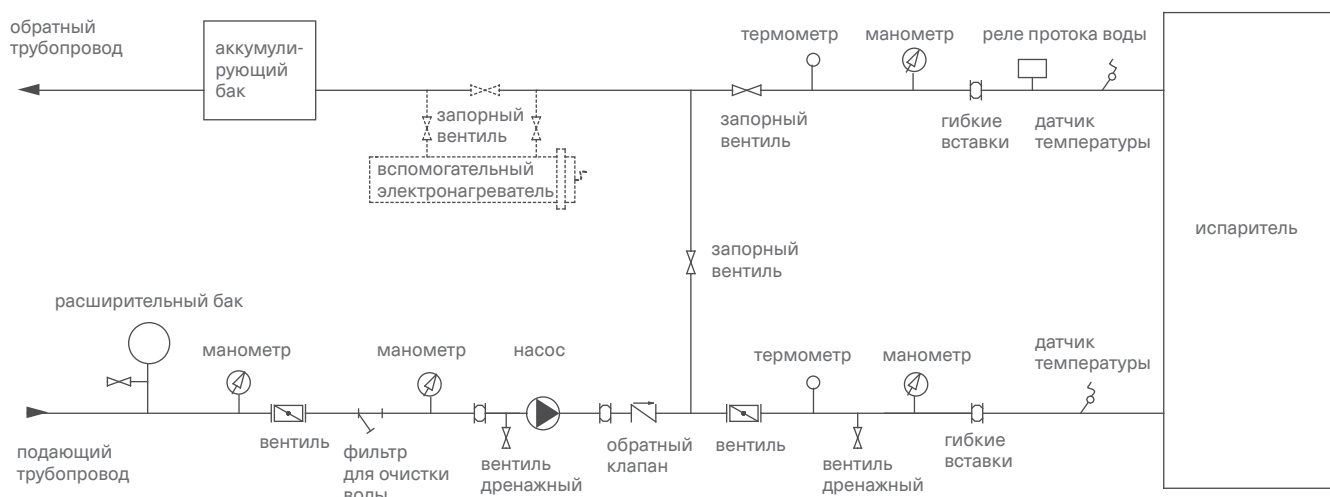 обратный
трубопровод
аккумули-
рующий
бак
термометр
манометр
реле протока воды
запорный
вентиль
запорный
вентиль
гибкие
вставки
датчик
температуры
вспомогательный
электронагреватель
испаритель
запорный
вентиль
расширительный бак
манометр
манометр
насос
термометр
манометр
датчик
температуры
подающий
трубопровод
вентиль
фильтр
для очистки
воды
вентиль
дренажный
обратный
клапан
вентиль
вентиль
дренажный
гибкие
вставки